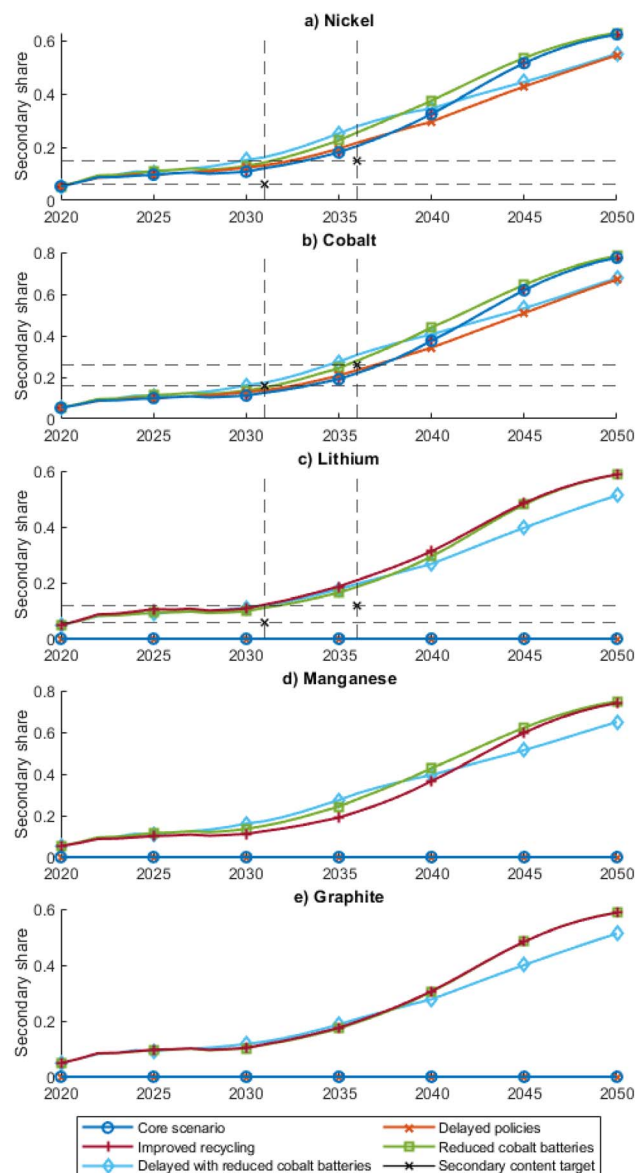 a) Nickel
Secondary share
0.6
0.4
0.2
0
2020 2025 2030 2035 2040 2045 2050
b) Cobalt
Secondary share
0.8
0.6
0.4
0.2
0
2020 2025 2030 2035 2040 2045 2050
c) Lithium
Secondary share
0.6
0.4
0.2
0
2020 2025 2030 2035 2040 2045 2050
d) Manganese
Secondary share
0.8
0.6
0.4
0.2
0
2020 2025 2030 2035 2040 2045 2050
e) Graphite
Secondary share
0.6
0.4
0.2
0
2020 2025 2030 2035 2040 2045 2050
Core scenario
Delayed policies
Improved recycling
Reduced cobalt batteries
Delayed with reduced cobalt batteries
Secondary content target